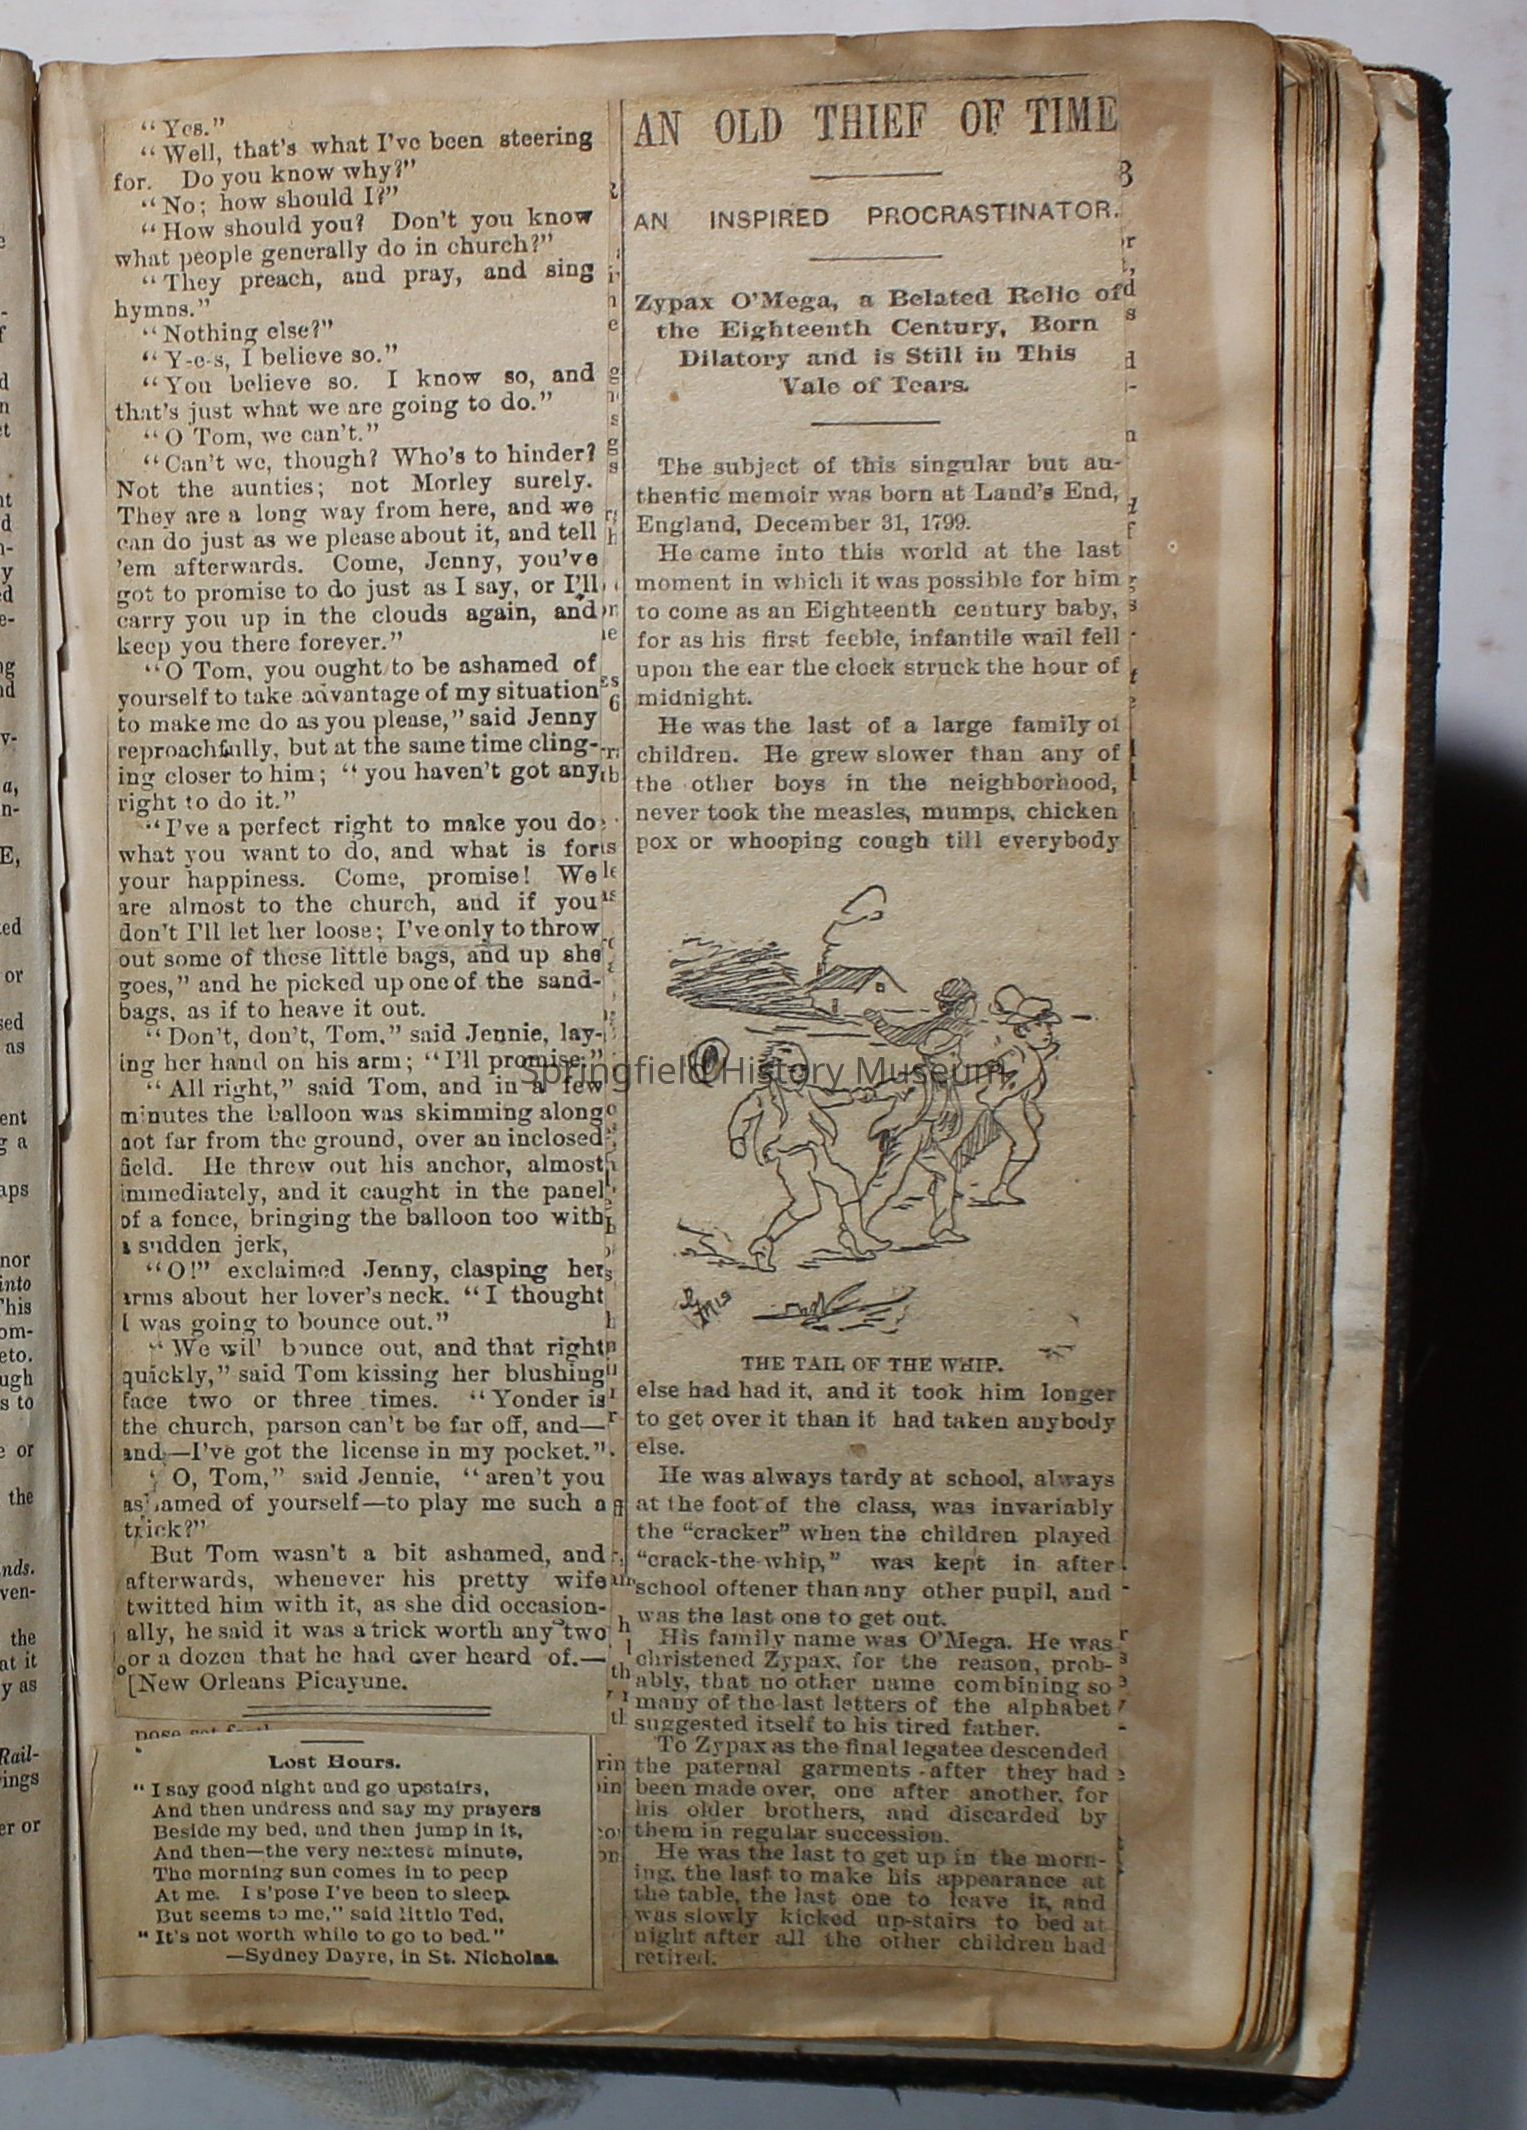 "Yes."
"Well, that's what I've been steering
for. Do you know why?"
"No; how should I?"
"How should you? Don't you know
what people generally do in church?"
"They preach, and pray, and sing
hymns."
"Nothing else?"
"Y-e-s, I believe so."
"You believe so. I know so, and
that's just what we are going to do."
"O Tom, we can't."
"Can't we, though? Who's to hinder?
Not the aunties; not Morley surely.
They are a long way from here, and we
can do just as we please about it, and tell
'em afterwards. Come, Jenny, you've
got to promise to do just as I say, or I'll
carry you up in the clouds again, and
keep you there forever."
"O Tom, you ought to be ashamed of
yourself to take advantage of my situation
to make me do as you please," said Jenny
reproachfully, but at the same time cling-
ing closer to him; "you haven't got any
right to do it."
"I've a perfect right to make you do
what you want to do, and what is for
your happiness. Come, promise! We
are almost to the church, and if you
don't I'll let her loose; I've only to throw
out some of these little bags, and up she
goes," and he picked up one of the sand-
bags, as if to heave it out.
"Don't, don't, Tom," said Jennie, lay-
ing her hand on his arm; "I'll promise;"
"All right," said Tom, and in a few
minutes the balloon was skimming along
not far from the ground, over an inclosed
field. He threw out his anchor, almost
immediately, and it caught in the panel
of a fence, bringing the balloon too with
a sudden jerk,
"O!" exclaimed Jenny, clasping her
arms about her lover's neck. "I thought
I was going to bounce out."
"We will bounce out, and that right
quickly," said Tom kissing her blushing
face two or three times. "Yonder is
the church, parson can't be far off, and—
and—I've got the license in my pocket."
O, Tom," said Jennie, "aren't you
ashamed of yourself—to play me such a
trick?"
But Tom wasn't a bit ashamed, and
afterwards, whenever his pretty wife
twitted him with it, as she did occasion-
ally, he said it was a trick worth any two
or a dozen that he had ever heard of.—
[New Orleans Picayune.
Lost Hours.
"I say good night and go upstairs,
And then undress and say my prayers
Beside my bed, and then jump in it,
And then—the very nextest minute,
The morning sun comes in to peep
At me. I s'pose I've been to sleep.
But seems to me," said little Ted,
"It's not worth while to go to bed."
—Sydney Dayre, in St. Nicholas.
AN OLD THIEF OF TIME
AN INSPIRED PROCRASTINATOR.
Zypax O'Mega, a Belated Relic of
the Eighteenth Century, Born
Dilatory and is Still in This
Vale of Tears.
The subject of this singular but au-
thentic memoir was born at Land's End,
England, December 31, 1799.
He came into this world at the last
moment in which it was possible for him
to come as an Eighteenth century baby,
for as his first feeble, infantile wail fell
upon the ear the clock struck the hour of
midnight.
He was the last of a large family of
children. He grew slower than any of
the other boys in the neighborhood,
never took the measles, mumps, chicken
pox or whooping cough till everybody
THE TAIL OF THE WHIP.
else had had it, and it took him longer
to get over it than it had taken anybody
else.
He was always tardy at school, always
at the foot of the class, was invariably
the "cracker" when the children played
"crack-the-whip," was kept in after
school oftener than any other pupil, and
was the last one to get out.
His family name was O'Mega. He was
christened Zypax, for the reason, prob-
ably, that no other name combining so
many of the last letters of the alphabet
suggested itself to his tired father.
To Zypax as the final legatee descended
the paternal garments after they had
been made over, one after another, for
his older brothers, and discarded by
them in regular succession.
He was the last to get up in the morn-
ing, the last to make his appearance at
the table, the last one to leave it, and
was slowly kicked up-stairs to bed at
night after all the other children had
retired.
Springfield History Museum